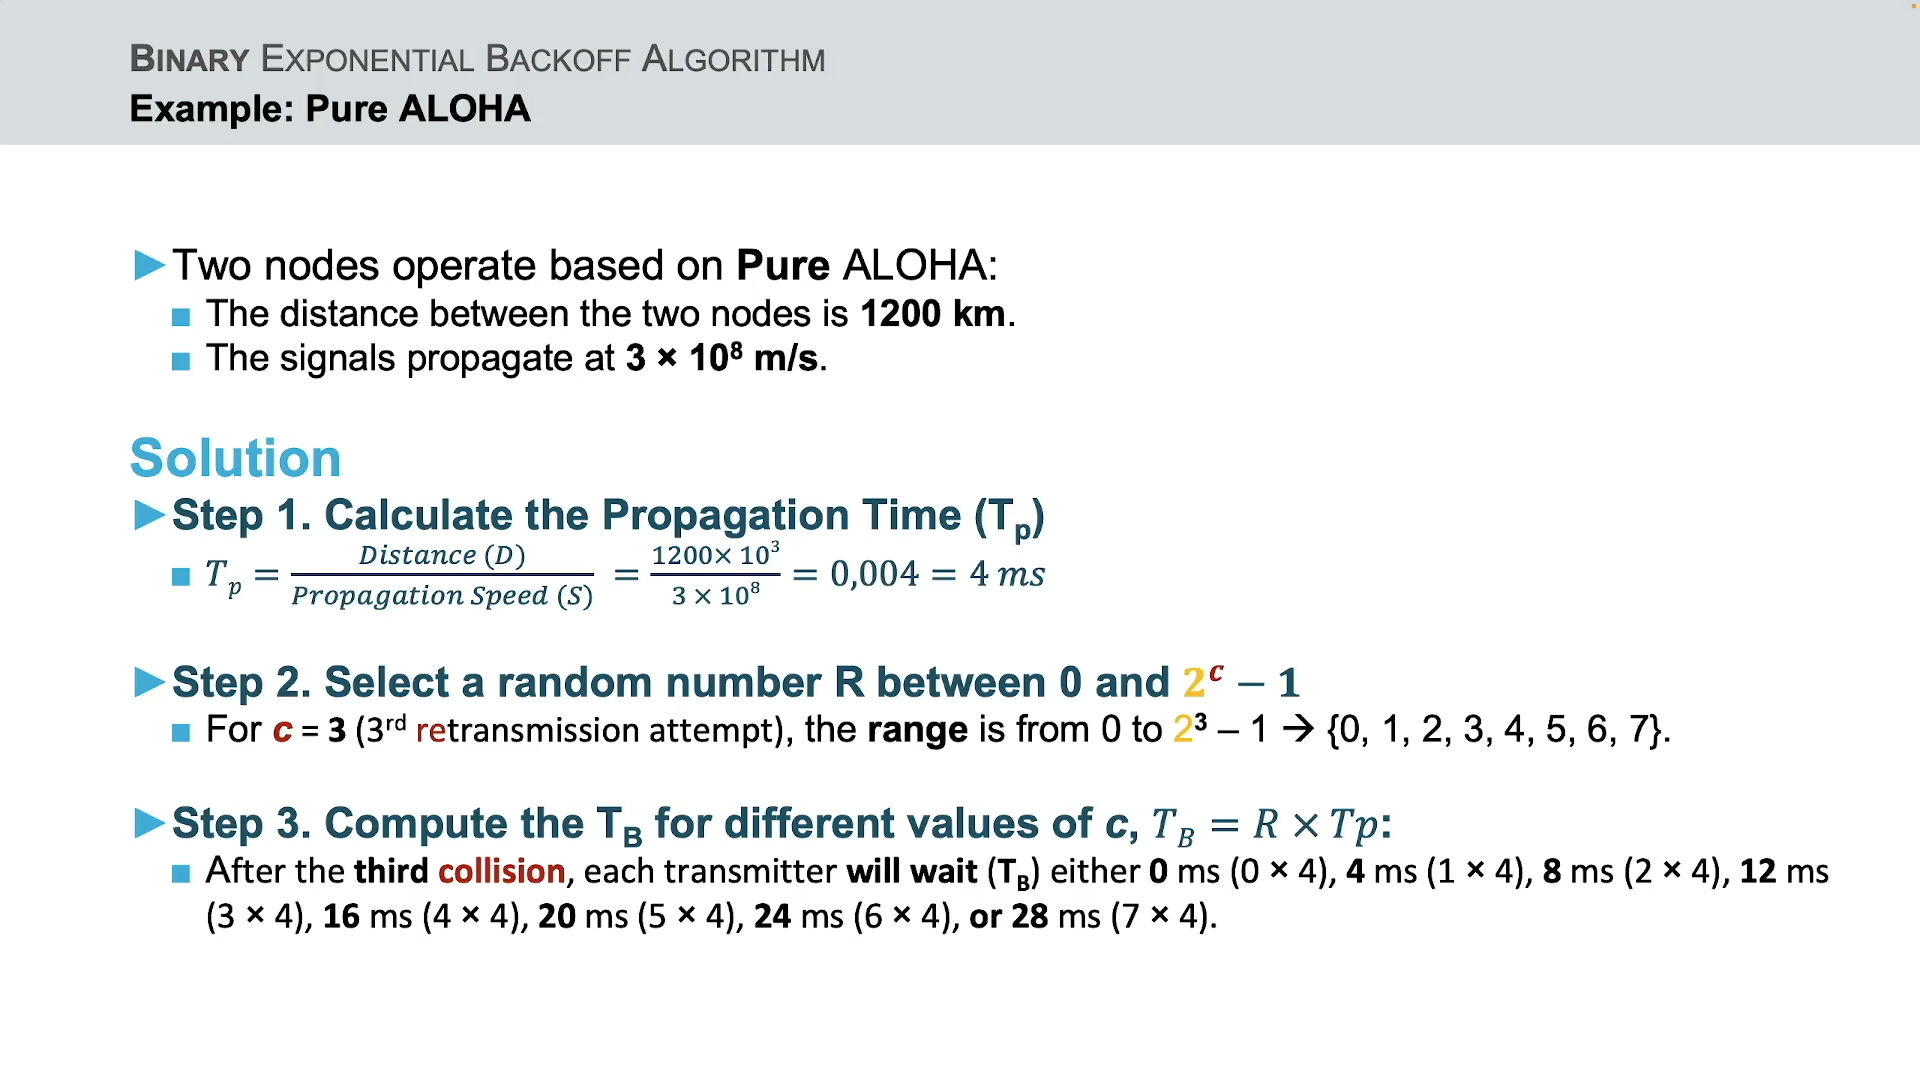 BINARY EXPONENTIAL BACKOFF ALGORITHM
Example: Pure ALOHA
▶ Two nodes operate based on Pure ALOHA:
■ The distance between the two nodes is 1200 km.
■ The signals propagate at 3 × 10⁸ m/s.
Solution
▶ Step 1. Calculate the Propagation Time (Tₚ)
■ Tₚ = Distance (D) / Propagation Speed (S) = 1200× 10³ / 3 × 10⁸ = 0,004 = 4 ms
▶ Step 2. Select a random number R between 0 and 2ᶜ − 1
■ For c = 3 (3ʳᵈ retransmission attempt), the range is from 0 to 2³ – 1 → {0, 1, 2, 3, 4, 5, 6, 7}.
▶ Step 3. Compute the T_B for different values of c, T_B = R × Tp:
■ After the third collision, each transmitter will wait (T_B) either 0 ms (0 × 4), 4 ms (1 × 4), 8 ms (2 × 4), 12 ms
(3 × 4), 16 ms (4 × 4), 20 ms (5 × 4), 24 ms (6 × 4), or 28 ms (7 × 4).